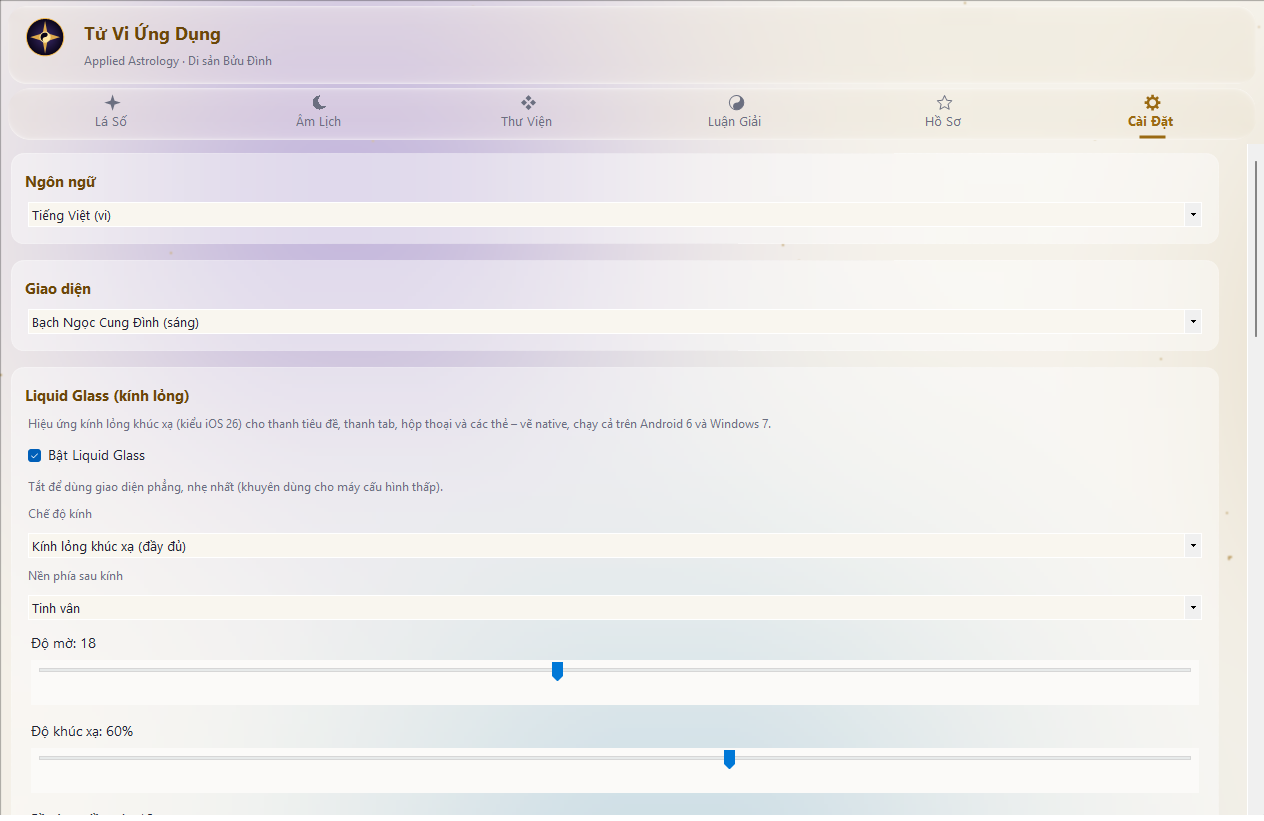 Tử Vi Ứng Dụng
Applied Astrology · Di sản Bửu Đình
Lá Số
Âm Lịch
Thư Viện
Luận Giải
Hồ Sơ
Cài Đặt
Ngôn ngữ
Tiếng Việt (vi)
Giao diện
Bạch Ngọc Cung Đình (sáng)
Liquid Glass (kính lỏng)
Hiệu ứng kính lỏng khúc xạ (kiểu iOS 26) cho thanh tiêu đề, thanh tab, hộp thoại và các thẻ – vẽ native, chạy cả trên Android 6 và Windows 7.
Bật Liquid Glass
Tắt để dùng giao diện phẳng, nhẹ nhất (khuyên dùng cho máy cấu hình thấp).
Chế độ kính
Kính lỏng khúc xạ (đầy đủ)
Nền phía sau kính
Tinh vân
Độ mờ: 18
Độ khúc xạ: 60%